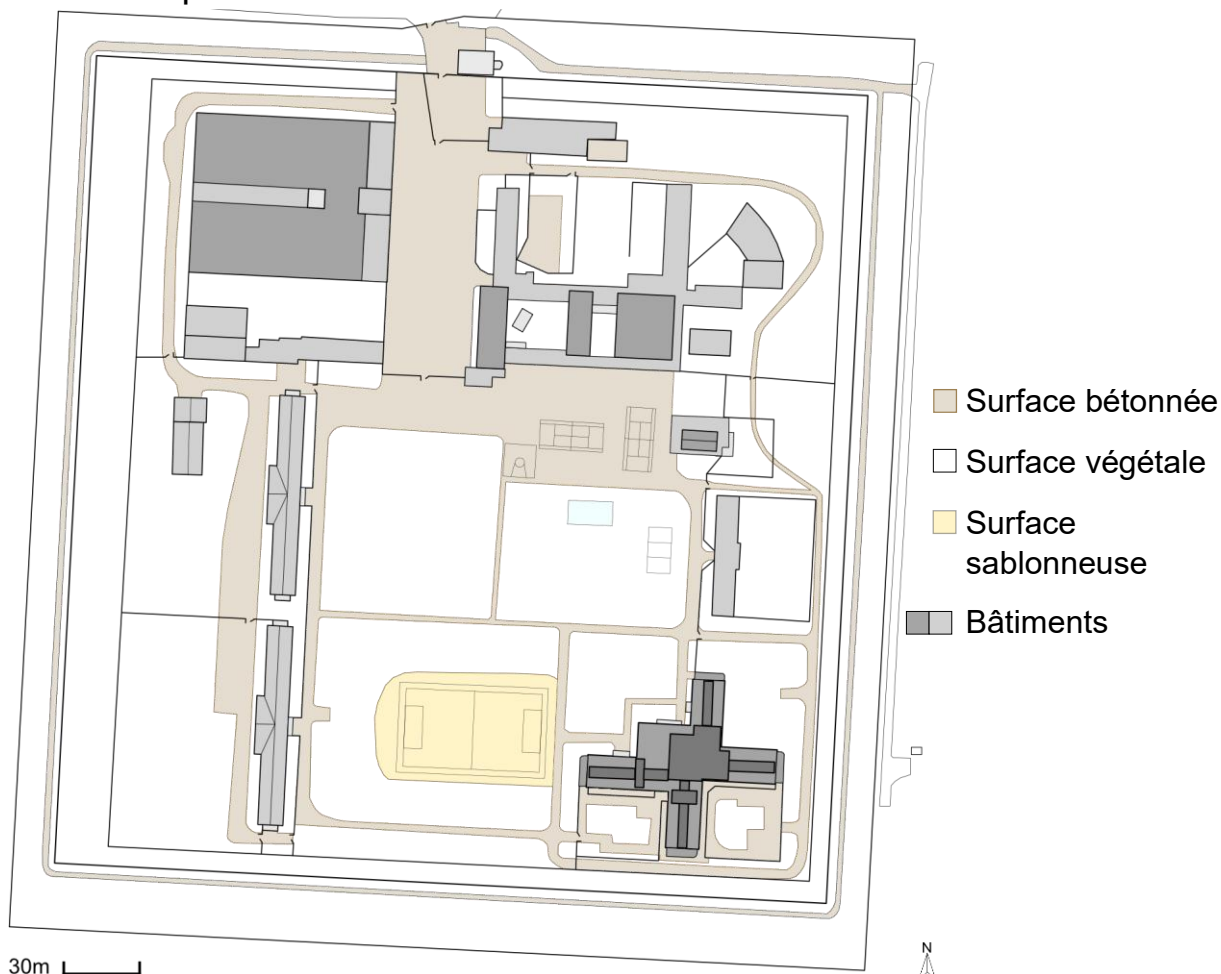 Surface bétonnée
Surface végétale
Surface
sablonneuse
Bâtiments
30m
N